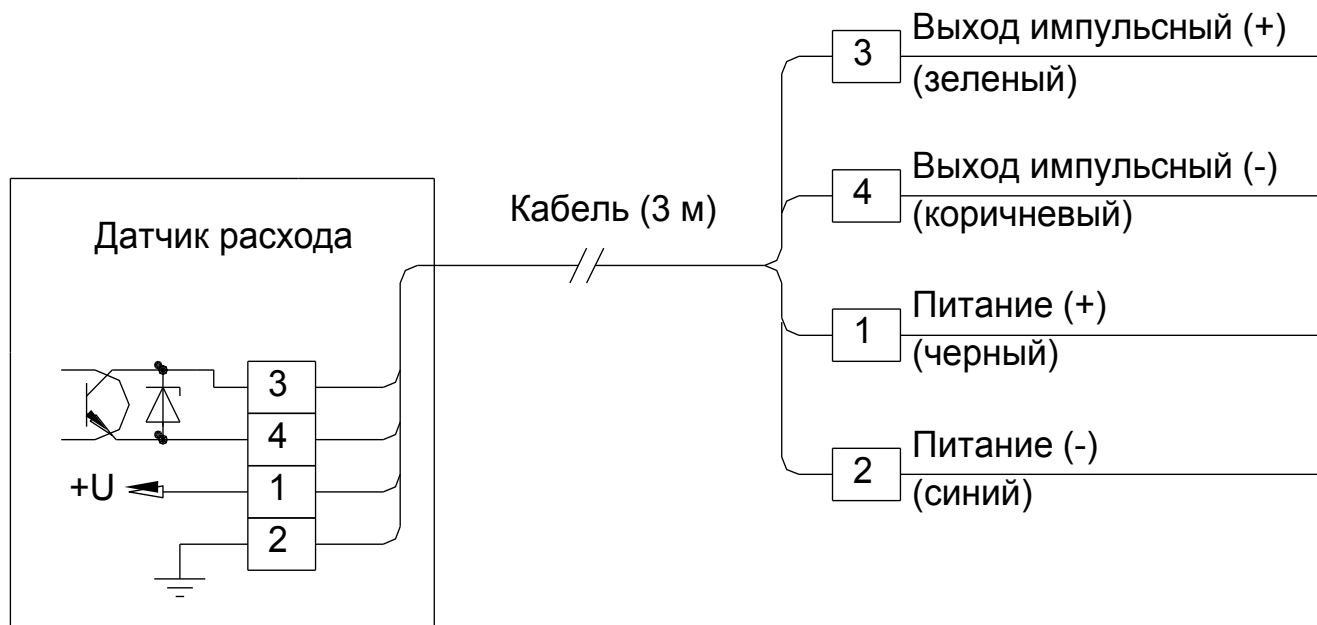 Выход импульсный (+)
3
(зеленый)
Выход импульсный (-)
4
(коричневый)
Кабель (3 м)
Датчик расхода
Питание (+)
1
(черный)
3
4
Питание (-)
2
(синий)
+U
1
2